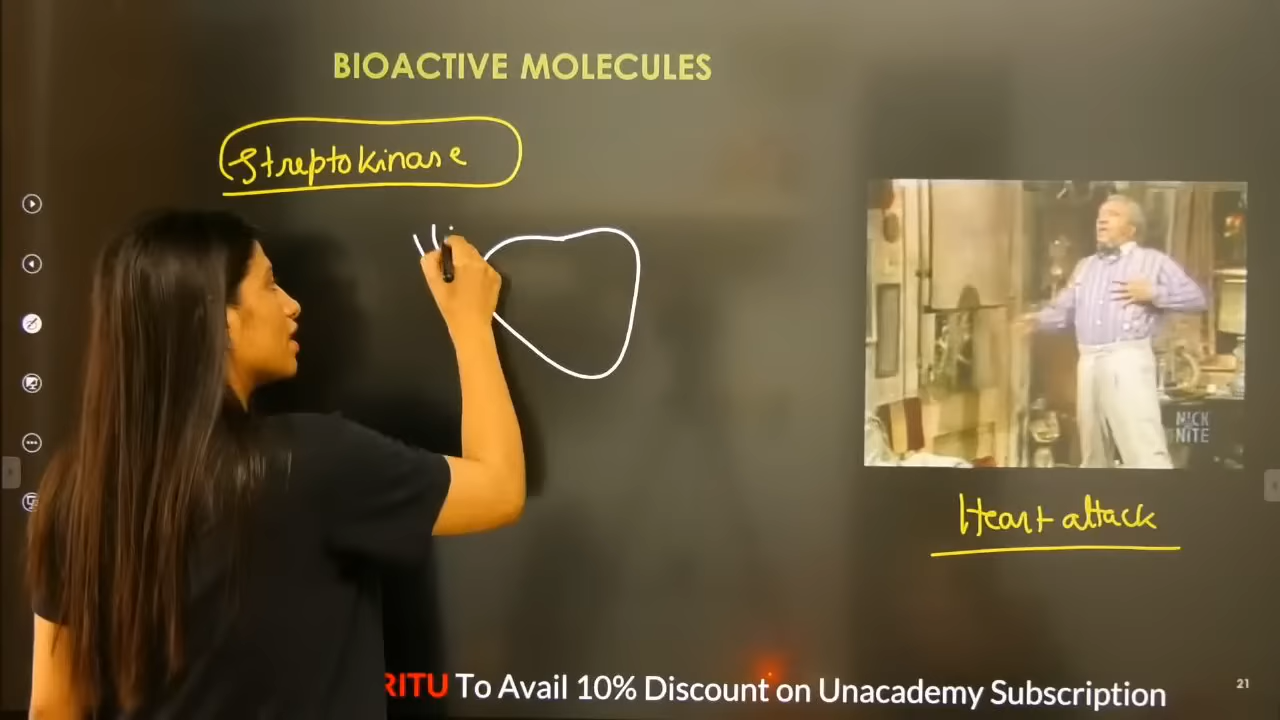 BIOACTIVE MOLECULES
Streptokinase
NICK
NITE
Heart attack
RITU To Avail 10% Discount on Unacademy Subscription
21